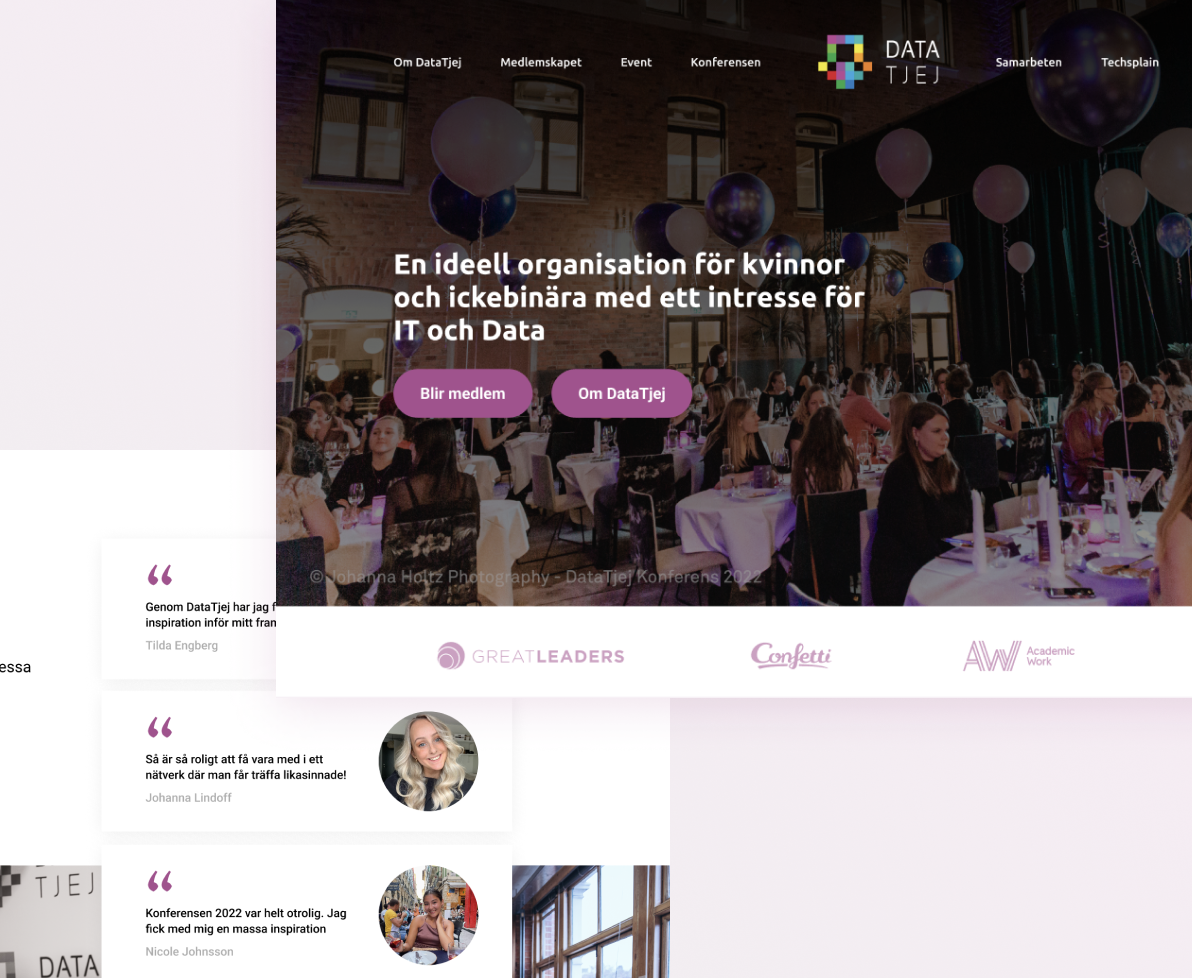 Om DataTjej
Medlemskapet
Event
Konferensen
DATA
TJEJ
Samarbeten
Techsplain
En ideell organisation för kvinnor
och ickebinära med ett intresse för
IT och Data
Blir medlem
Om DataTjej
© Johanna Holtz Photography - DataTjej Konferens 2022
GREATLEADERS
Confetti
AW Academic
Work
“
Genom DataTjej har jag
inspiration inför mitt
Tilda Engberg
“
Så är så roligt att få vara med i ett
nätverk där man får träffa likasinnade!
Johanna Lindoff
“
Konferensen 2022 var helt otrolig. Jag
fick med mig en massa inspiration
Nicole Johnsson
TJEJ
DATA